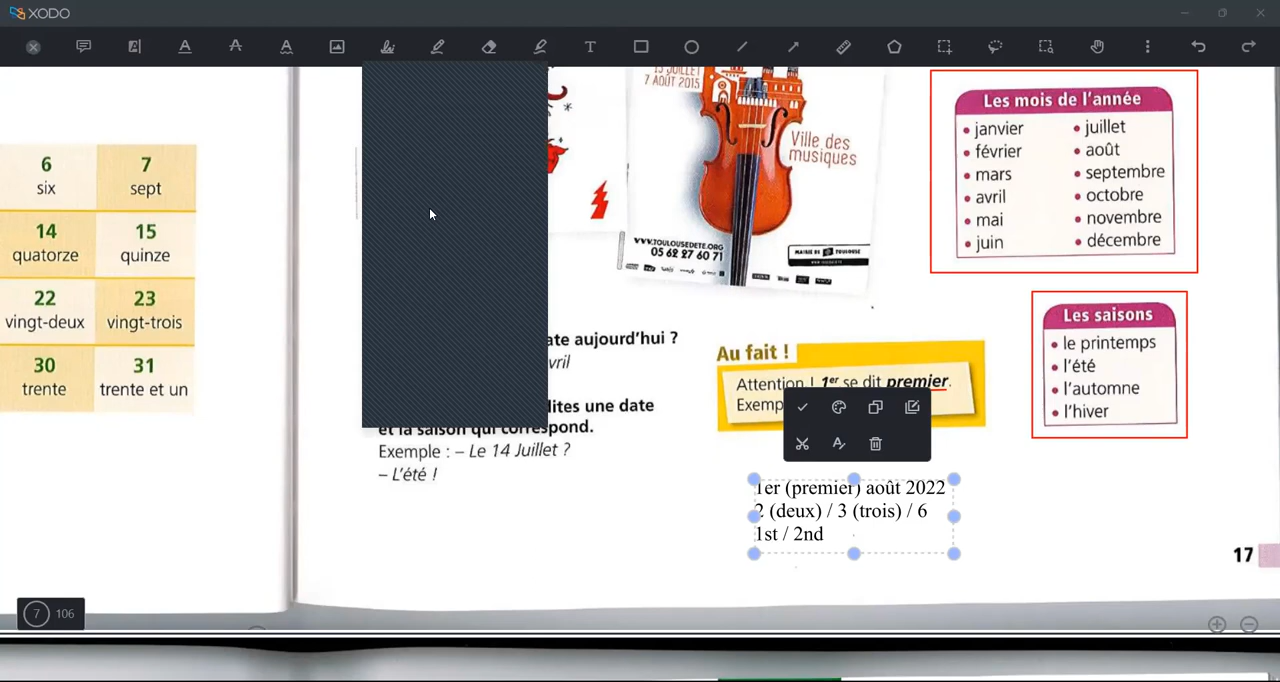 XODO
6
six
7
sept
14
quatorze
15
quinze
22
vingt-deux
23
vingt-trois
30
trente
31
trente et un
7 AOÛT 2015
Ville des
musiques
WWW.TOULOUSEDETE.ORG
05 62 27 60 71
MAIRIE DE TOULOUSE
ate aujourd'hui ?
vril
dites une date
et la saison qui correspond.
Exemple : – Le 14 Juillet ?
– L'été !
Au fait !
Attention ! 1er se dit premier.
Exemp
1er (premier) août 2022
2 (deux) / 3 (trois) / 6
1st / 2nd
Les mois de l'année
• janvier
• février
• mars
• avril
• mai
• juin
• juillet
• août
• septembre
• octobre
• novembre
• décembre
Les saisons
• le printemps
• l'été
• l'automne
• l'hiver
17
7 106